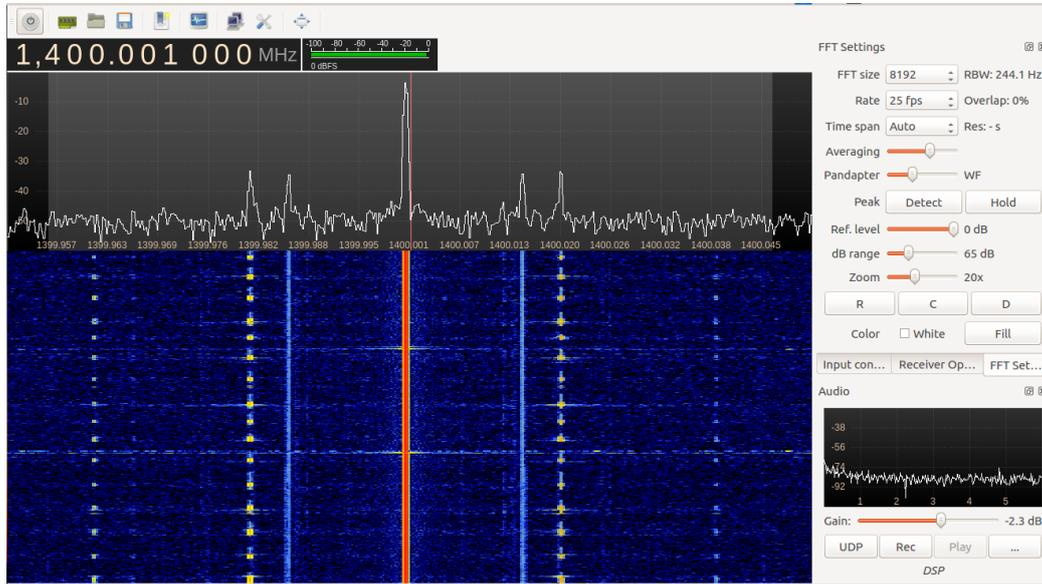 1,400.001 000 MHz
-100 -80 -60 -40 -20 0
0 dBFS
-10
-20
-30
-40
1399.957 1399.963 1399.969 1399.976 1399.982 1399.988 1399.995 1400.001 1400.007 1400.013 1400.020 1400.026 1400.032 1400.038 1400.045
FFT Settings
FFT size 8192 RBW: 244.1 Hz
Rate 25 fps Overlap: 0%
Time span Auto Res: - s
Averaging
Pandapter WF
Peak Detect Hold
Ref. level 0 dB
dB range 65 dB
Zoom 20x
R C D
Color White Fill
Input con... Receiver Op... FFT Set...
Audio
-38
-56
-74
-92
1 2 3 4 5
Gain: -2.3 dB
UDP Rec Play ...
DSP